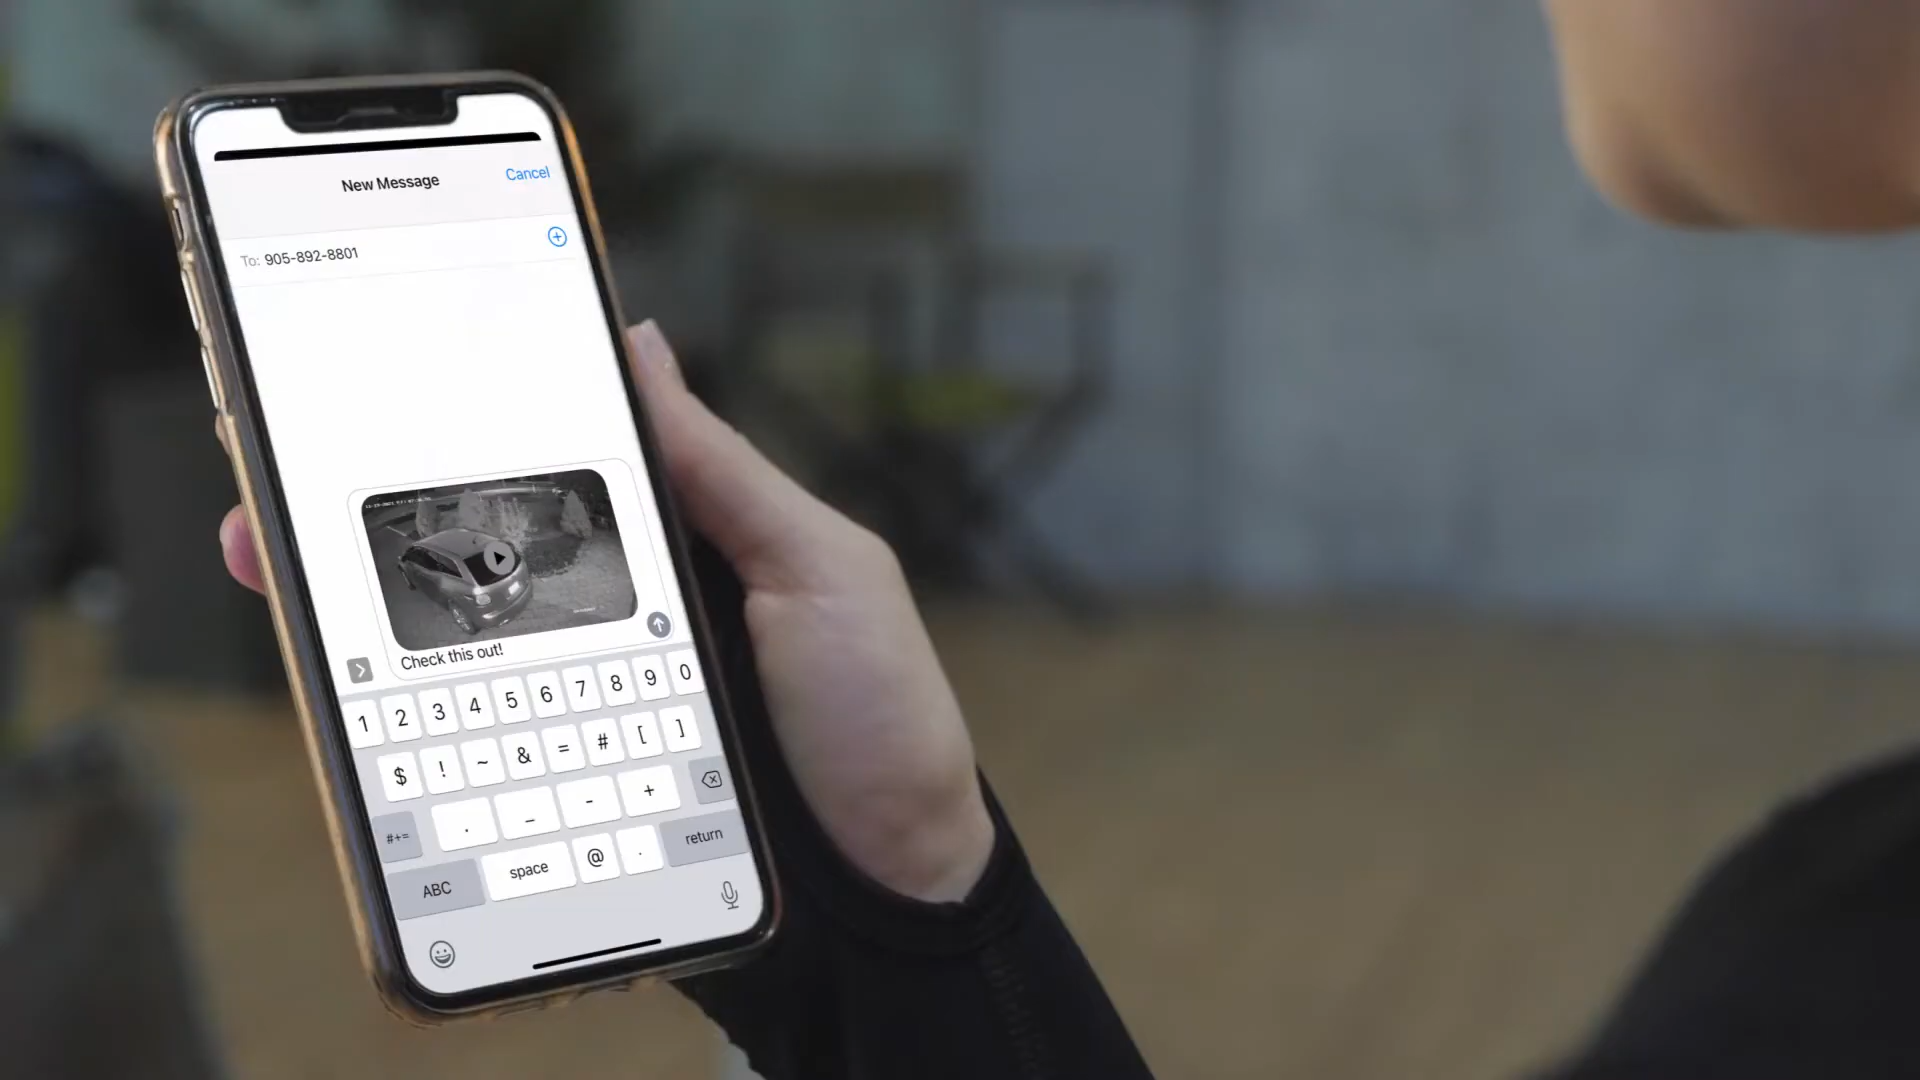 New Message
Cancel
To: 905-892-8801
Check this out!
1 2 3 4 5 6 7 8 9 0
$ ! ~ & = # [ ]
#+= . _ - +
ABC space @ . return